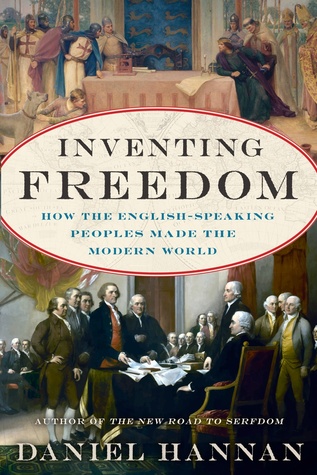 INVENTING
FREEDOM
HOW THE ENGLISH-SPEAKING
PEOPLES MADE THE
MODERN WORLD
AUTHOR OF THE NEW ROAD TO SERFDOM
DANIEL HANNAN